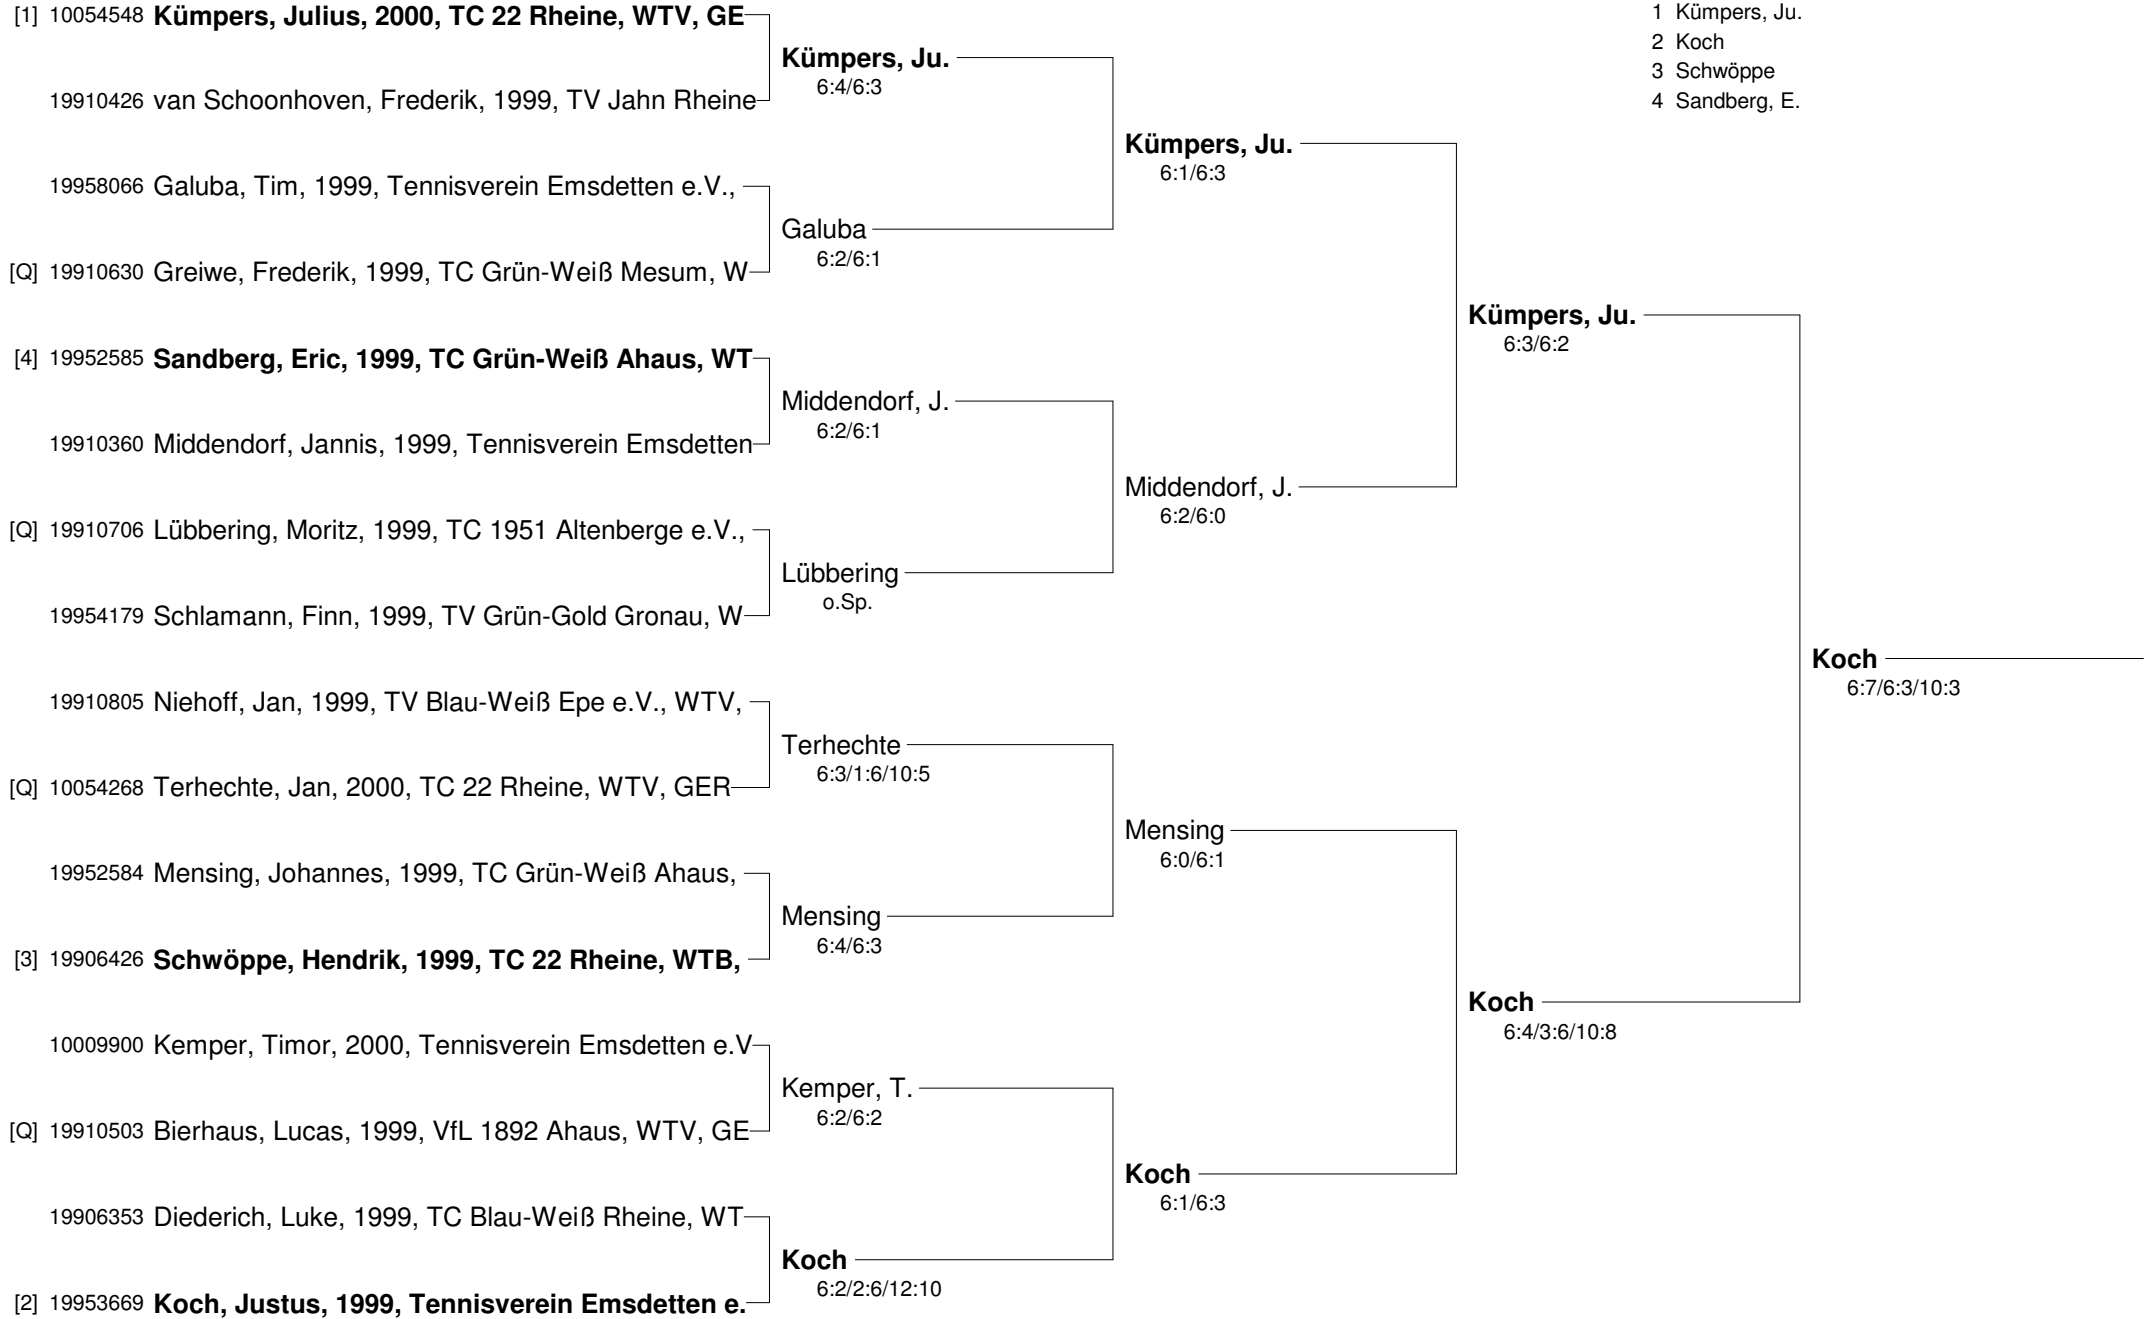 [1] 10054548 Kümpers, Julius, 2000, TC 22 Rheine, WTV, GE
19910426 van Schoonhoven, Frederik, 1999, TV Jahn Rheine
19958066 Galuba, Tim, 1999, Tennisverein Emsdetten e.V.,
[Q] 19910630 Greiwe, Frederik, 1999, TC Grün-Weiß Mesum, W
[4] 19952585 Sandberg, Eric, 1999, TC Grün-Weiß Ahaus, WT
19910360 Middendorf, Jannis, 1999, Tennisverein Emsdetten
[Q] 19910706 Lübbering, Moritz, 1999, TC 1951 Altenberge e.V.,
19954179 Schlamann, Finn, 1999, TV Grün-Gold Gronau, W
19910805 Niehoff, Jan, 1999, TV Blau-Weiß Epe e.V., WTV,
[Q] 10054268 Terhechte, Jan, 2000, TC 22 Rheine, WTV, GER
19952584 Mensing, Johannes, 1999, TC Grün-Weiß Ahaus,
[3] 19906426 Schwöppe, Hendrik, 1999, TC 22 Rheine, WTB,
10009900 Kemper, Timor, 2000, Tennisverein Emsdetten e.V
[Q] 19910503 Bierhaus, Lucas, 1999, VfL 1892 Ahaus, WTV, GE
19906353 Diederich, Luke, 1999, TC Blau-Weiß Rheine, WT
[2] 19953669 Koch, Justus, 1999, Tennisverein Emsdetten e.
Kümpers, Ju.
6:4/6:3
Galuba
6:2/6:1
Middendorf, J.
6:2/6:1
Lübbering
o.Sp.
Terhechte
6:3/1:6/10:5
Mensing
6:4/6:3
Kemper, T.
6:2/6:2
Koch
6:2/2:6/12:10
Kümpers, Ju.
6:1/6:3
Middendorf, J.
6:2/6:0
Mensing
6:0/6:1
Koch
6:1/6:3
Kümpers, Ju.
6:3/6:2
Koch
6:4/3:6/10:8
Koch
6:7/6:3/10:3
1 Kümpers, Ju.
2 Koch
3 Schwöppe
4 Sandberg, E.